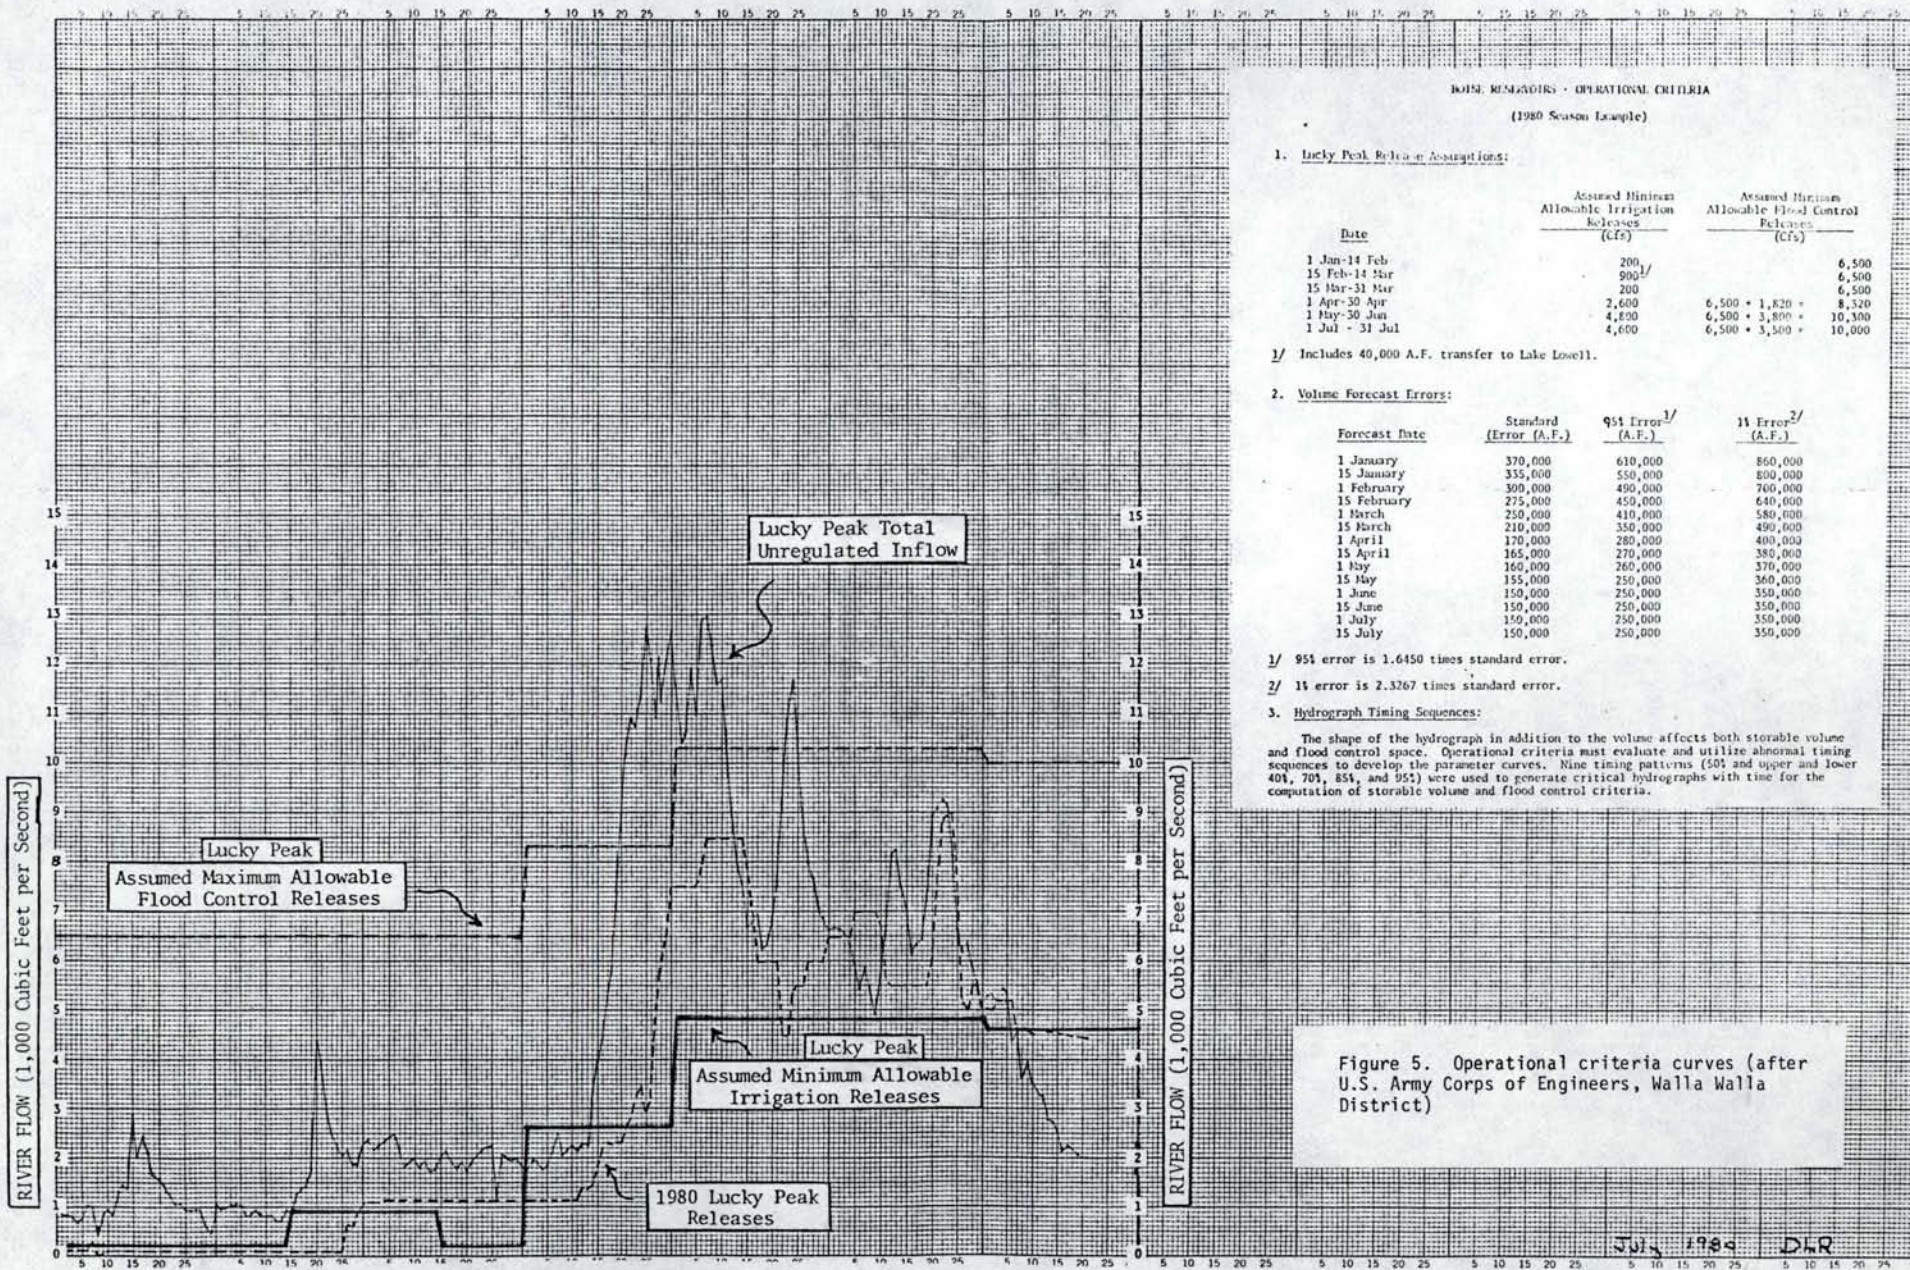 BOISE RESERVOIRS - OPERATIONAL CRITERIA
(1980 Season Example)
1. Lucky Peak Release Assumptions:
Assumed Minimum Allowable Irrigation Releases (Cfs)
Assumed Minimum Allowable Flood Control Releases (Cfs)
Date
1 Jan-14 Feb 200 6,500
15 Feb-14 Mar 900 1/ 6,500
15 Mar-31 Mar 200 6,500
1 Apr-30 Apr 2,600 6,500 + 1,820 = 8,320
1 May-30 Jun 4,800 6,500 + 3,800 = 10,300
1 Jul - 31 Jul 4,600 6,500 + 3,500 = 10,000
1/ Includes 40,000 A.F. transfer to Lake Lowell.
2. Volume Forecast Errors:
Forecast Date Standard (Error (A.F.) 95% Error 1/ (A.F.) 1% Error 2/ (A.F.)
1 January 370,000 610,000 860,000
15 January 335,000 550,000 800,000
1 February 300,000 490,000 700,000
15 February 275,000 450,000 640,000
1 March 250,000 410,000 580,000
15 March 210,000 350,000 490,000
1 April 170,000 280,000 400,000
15 April 165,000 270,000 380,000
1 May 160,000 260,000 370,000
15 May 155,000 250,000 360,000
1 June 150,000 250,000 350,000
15 June 150,000 250,000 350,000
1 July 150,000 250,000 350,000
15 July 150,000 250,000 350,000
1/ 95% error is 1.6450 times standard error.
2/ 1% error is 2.3267 times standard error.
3. Hydrograph Timing Sequences:
The shape of the hydrograph in addition to the volume affects both storable volume
and flood control space. Operational criteria must evaluate and utilize abnormal timing
sequences to develop the parameter curves. Nine timing patterns (50% and upper and lower
40%, 70%, 85%, and 95%) were used to generate critical hydrographs with time for the
computation of storable volume and flood control criteria.
Lucky Peak Total
Unregulated Inflow
Lucky Peak
Assumed Maximum Allowable
Flood Control Releases
Lucky Peak
Assumed Minimum Allowable
Irrigation Releases
1980 Lucky Peak
Releases
RIVER FLOW (1,000 Cubic Feet per Second)
15
14
13
12
11
10
9
8
7
6
5
4
3
2
1
0
RIVER FLOW (1,000 Cubic Feet per Second)
15
14
13
12
11
10
9
8
7
6
5
4
3
2
1
0
Figure 5. Operational criteria curves (after
U.S. Army Corps of Engineers, Walla Walla
District)
July 1980 DLR